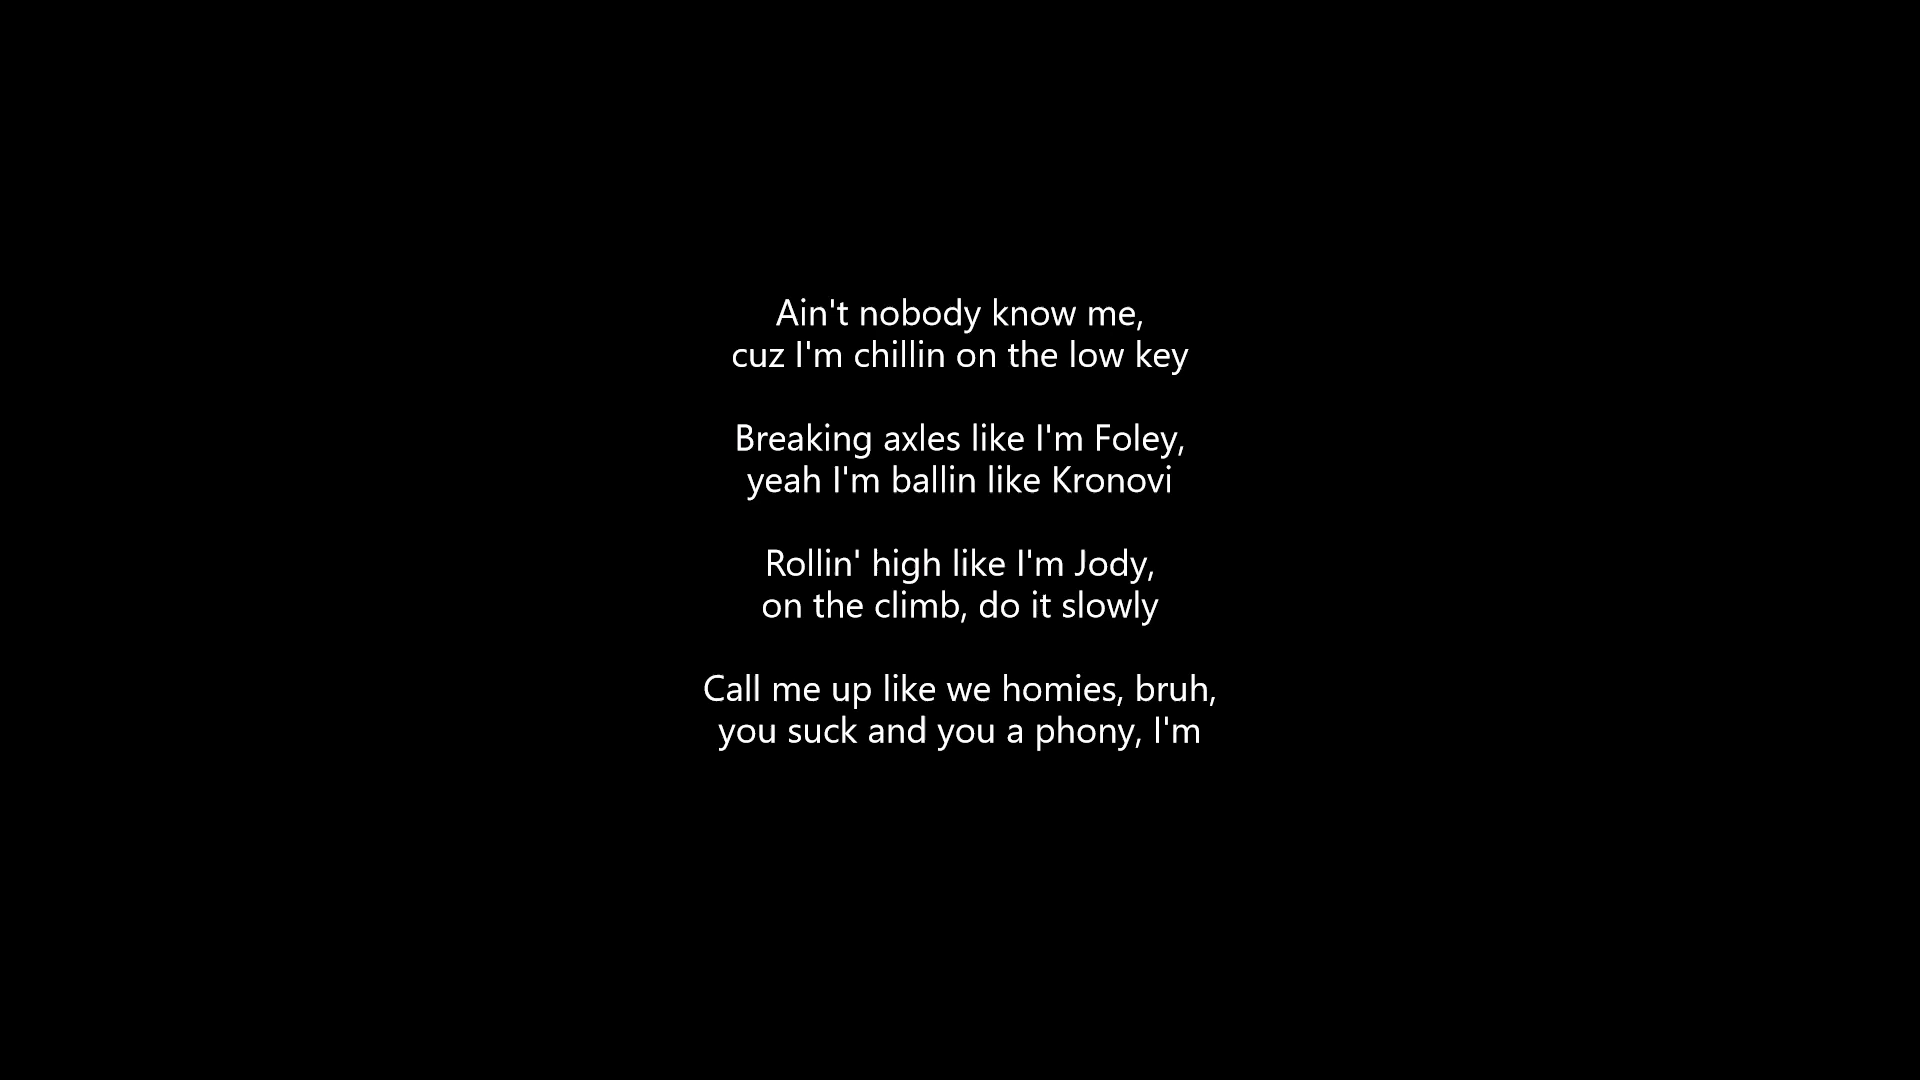 Ain't nobody know me,
cuz I'm chillin on the low key
Breaking axles like I'm Foley,
yeah I'm ballin like Kronovi
Rollin' high like I'm Jody,
on the climb, do it slowly
Call me up like we homies, bruh,
you suck and you a phony, I'm